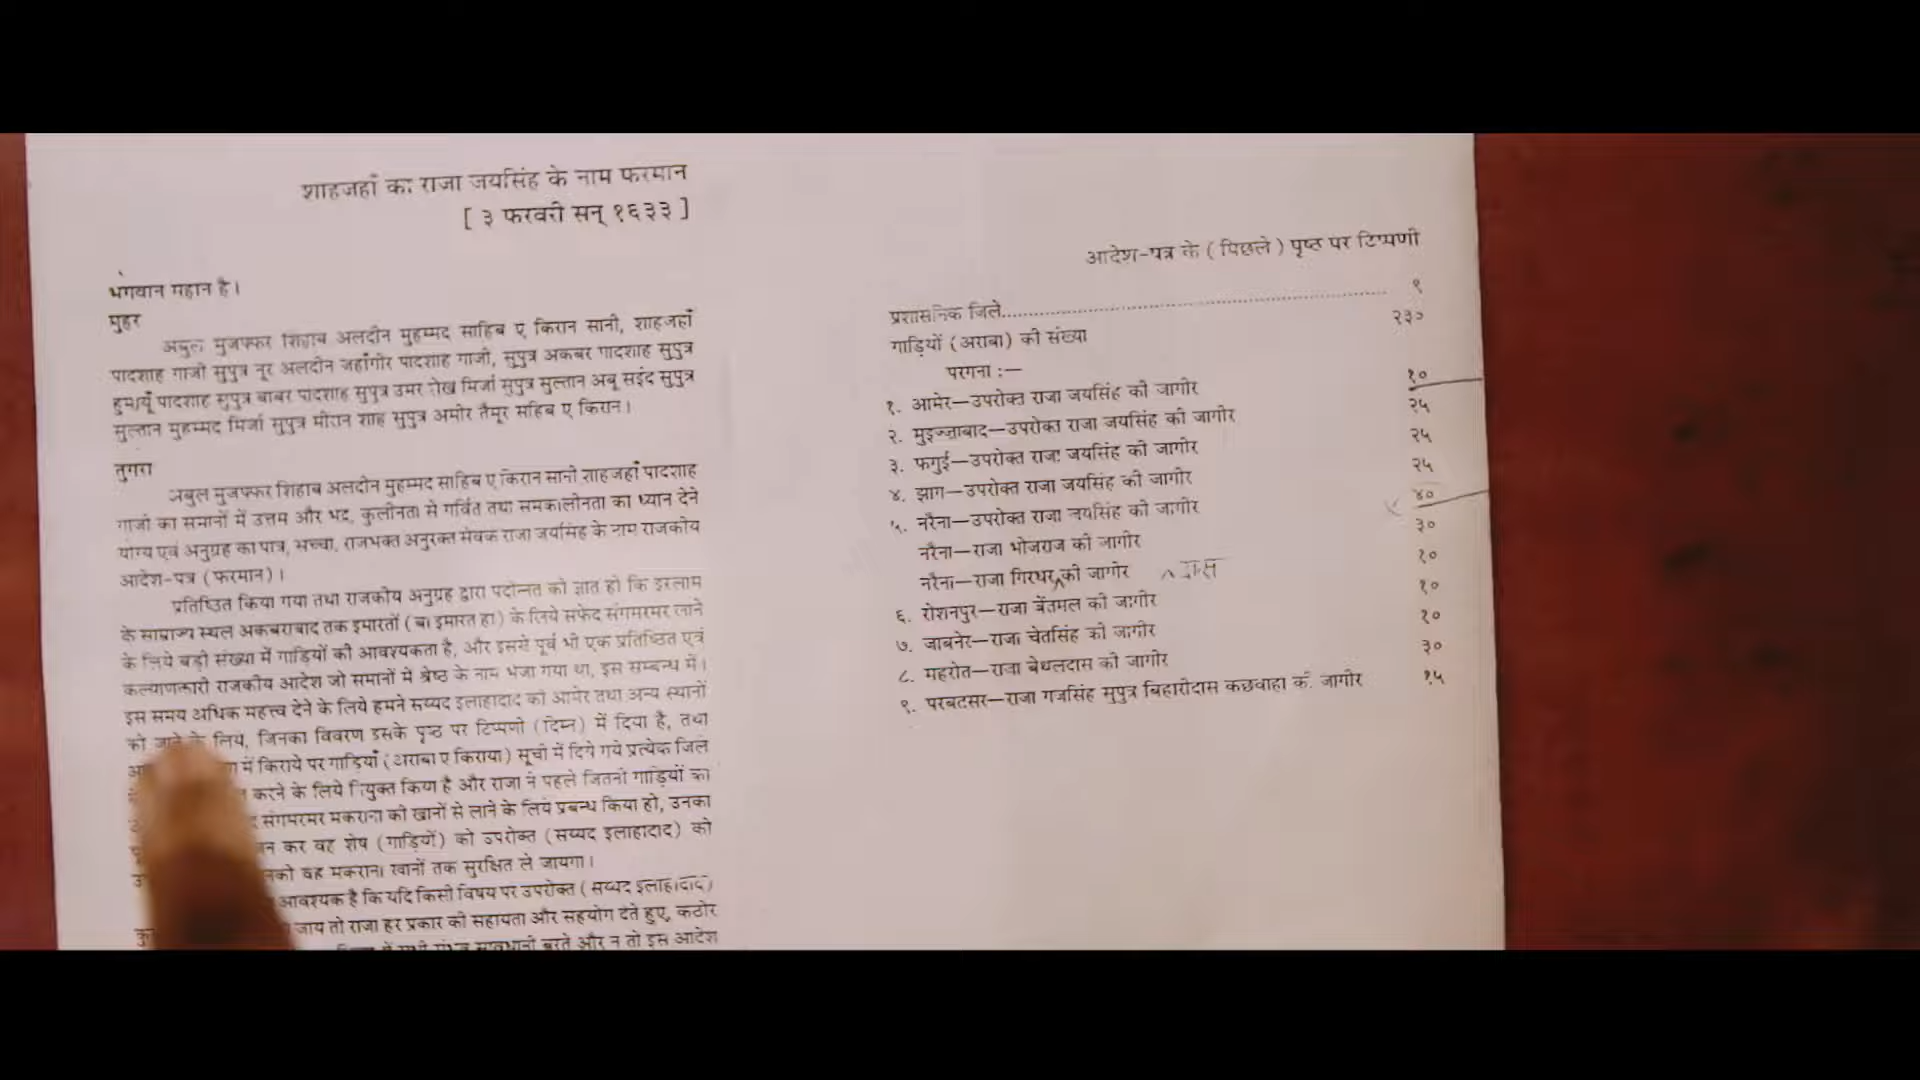 शाहजहाँ का राजा जयसिंह के नाम फरमान
[ ३ फरवरी सन् १६३३ ]
भगवान महान है।
मुहर
अबुल मुजफ्फर शिहाब अलदीन मुहम्मद साहिब ए किरान सानी, शाहजहाँ
पादशाह गाजी सुपुत्र नूर अलदीन जहाँगीर पादशाह गाजी, सुपुत्र अकबर पादशाह सुपुत्र
हुमायूँ पादशाह सुपुत्र बाबर पादशाह सुपुत्र उमर शेख मिर्जा सुपुत्र सुल्तान अबू सईद सुपुत्र
सुल्तान मुहम्मद मिर्जा सुपुत्र मीरान शाह सुपुत्र अमीर तैमूर सहिब ए किरान।
तुगरा
अबुल मुजफ्फर शिहाब अलदीन मुहम्मद साहिब ए किरान सानी शाहजहाँ पादशाह
गाजी का समानों में उत्तम और भद्र, कुलीनता से गर्वित तथा समकालीनता का ध्यान देने
योग्य एवं अनुग्रह का पात्र, सच्चा, राजभक्त अनुरक्त सेवक राजा जयसिंह के नाम राजकीय
आदेश-पत्र (फरमान)।
प्रतिष्ठित किया गया तथा राजकीय अनुग्रह द्वारा पदोन्नत को ज्ञात हो कि इस्लाम
के साम्राज्य स्थल अकबराबाद तक इमारतों (बा इमारत हा) के लिये सफेद संगमरमर लाने
के लिये बड़ी संख्या में गाड़ियों की आवश्यकता है, और इससे पूर्व भी एक प्रतिष्ठित एवं
कल्याणकारी राजकीय आदेश जो समानों में श्रेष्ठ के नाम भेजा गया था, इस सम्बन्ध में।
इस समय अधिक महत्त्व देने के लिये हमने सय्यद इलाहादाद को आमेर तथा अन्य स्थानों
को जाने के लिये, जिनका विवरण इसके पृष्ठ पर टिप्पणी (दिम्न) में दिया है, तथा
में किराये पर गाड़ियाँ (अराबा ए किराया) सूची में दिये गये प्रत्येक जिले
करने के लिये नियुक्त किया है और राजा ने पहले जितनी गाड़ियों का
संगमरमर मकराना की खानों से लाने के लिये प्रबन्ध किया हो, उनका
कर वह शेष (गाड़ियों) को उपरोक्त (सय्यद इलाहादाद) को
वह मकराना खानों तक सुरक्षित ले जायगा।
आवश्यक है कि यदि किसी विषय पर उपरोक्त (सय्यद इलाहादाद)
जाय तो राजा हर प्रकार की सहायता और सहयोग देते हुए, कठोर
सावधानी बरते और न तो इस आदेश
आदेश-पत्र के (पिछले) पृष्ठ पर टिप्पणी
प्रशासनिक जिले.................................................. ९
गाड़ियों (अराबा) की संख्या २३०
परगना :—
१. आमेर—उपरोक्त राजा जयसिंह की जागीर १०
२. मुइज्जाबाद—उपरोक्त राजा जयसिंह की जागीर २५
३. फगुई—उपरोक्त राजा जयसिंह की जागीर २५
४. झाग—उपरोक्त राजा जयसिंह की जागीर २५
५. नरैना—उपरोक्त राजा जयसिंह की जागीर ४०
नरैना—राजा भोजराज की जागीर ३०
नरैना—राजा गिरधर की जागीर ^दास १०
६. रोशनपुर—राजा बेंतमल की जागीर १०
७. जाबनेर—राजा चेतसिंह की जागीर १०
८. महरोत—राजा बेथलदास की जागीर ३०
९. परबटसर—राजा गजसिंह सुपुत्र बिहारीदास कछवाहा की जागीर १५